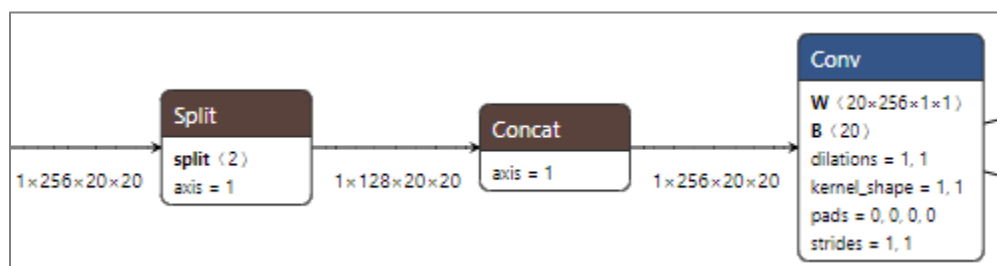 Split
split〈2〉
axis = 1
Concat
axis = 1
Conv
W〈20×256×1×1〉
B〈20〉
dilations = 1, 1
kernel_shape = 1, 1
pads = 0, 0, 0, 0
strides = 1, 1
1×256×20×20
1×128×20×20
1×256×20×20